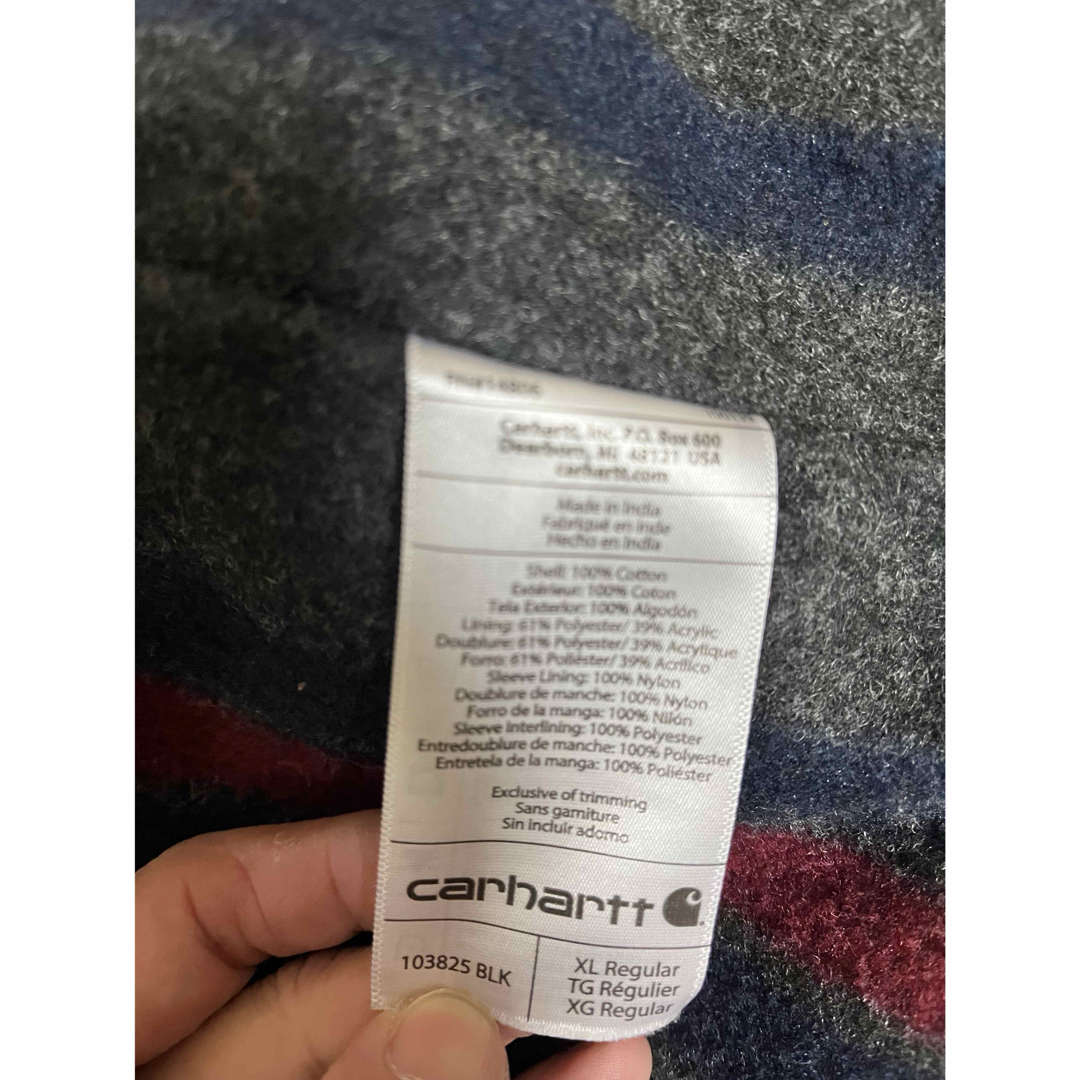 Carhartt, Inc. P.O. Box 600
Dearborn, MI 48121 USA
carhartt.com
Made in India
Fabriqué en Inde
Hecho en India
Shell: 100% Cotton
Extérieur: 100% Coton
Tela Exterior: 100% Algodón
Lining: 61% Polyester/ 39% Acrylic
Doublure: 61% Polyester/ 39% Acrylique
Forro: 61% Poliéster/ 39% Acrílico
Sleeve Lining: 100% Nylon
Doublure de manche: 100% Nylon
Forro de la manga: 100% Nilón
Sleeve Interlining: 100% Polyester
Entredoublure de manche: 100% Polyester
Entretela de la manga: 100% Poliéster
Exclusive of trimming
Sans garniture
Sin incluir adorno
carhartt
103825 BLK
XL Regular
TG Régulier
XG Regular